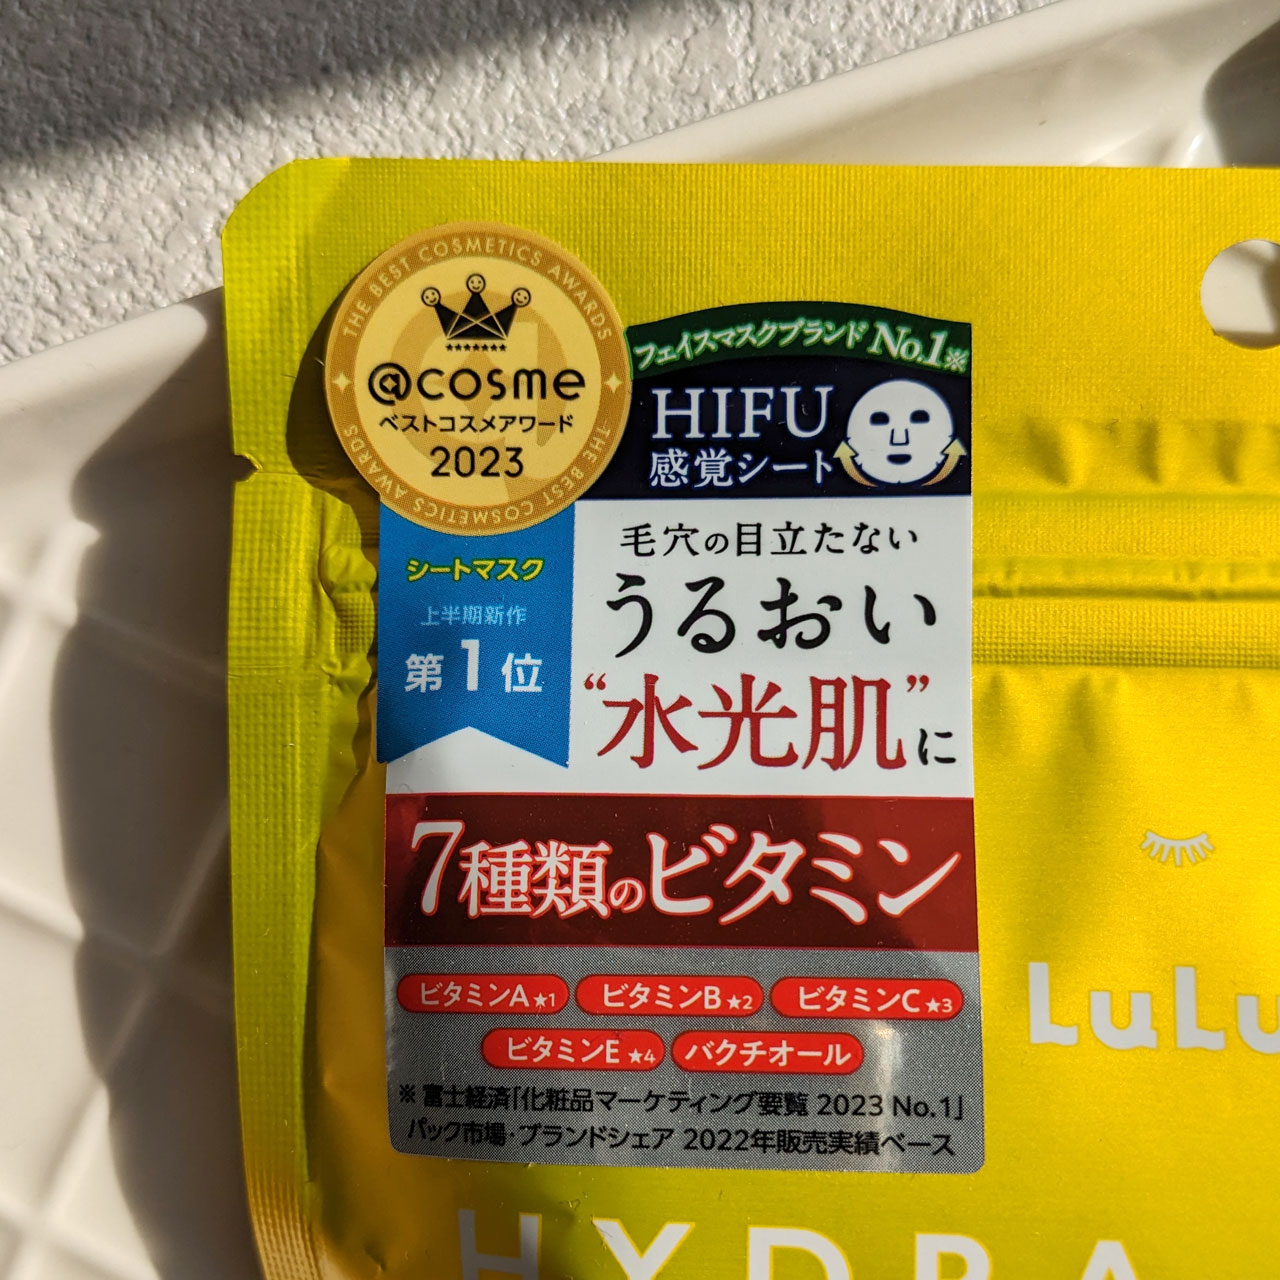 THE BEST COSMETICS AWARDS
@cosme
ベストコスメアワード
2023
THE BEST COSMETICS AWARDS
シートマスク
上半期新作
第1位
フェイスマスクブランド No.1※
HIFU
感覚シート
毛穴の目立たない
うるおい
“水光肌”に
7種類のビタミン
ビタミンA★1 ビタミンB★2 ビタミンC★3
ビタミンE★4 バクチオール
※ 富士経済「化粧品マーケティング要覧 2023 No.1」
パック市場・ブランドシェア 2022年販売実績ベース
LuLu
HYDRA